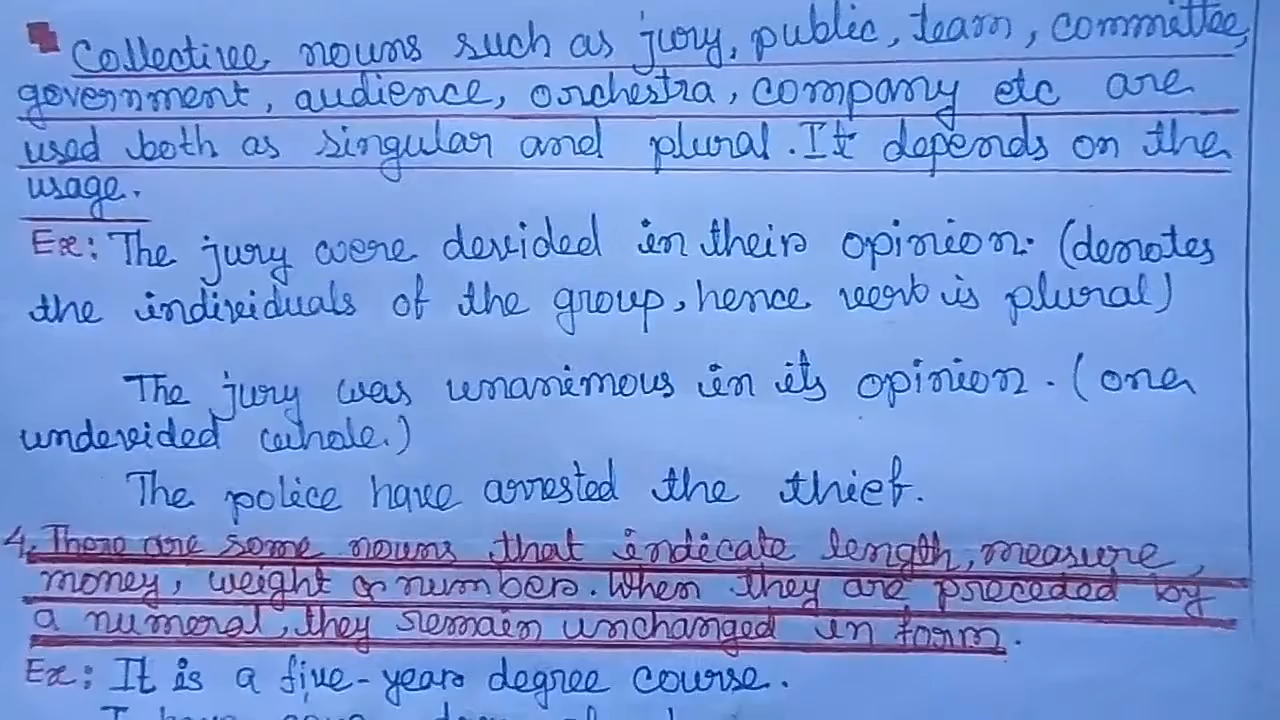 Collective nouns such as jury, public, team, committee,
government, audience, orchestra, company etc are
used both as singular and plural. It depends on the
usage.
Ex: The jury were devided in their opinion. (denotes
the individuals of the group, hence verb is plural)
The jury was unanimous in its opinion. (one
undevided whole.)
The police have arrested the thief.
4. There are some nouns that indicate length, measure,
money, weight or number. When they are preceded by
a numeral, they remain unchanged in form.
Ex: It is a five-year degree course.